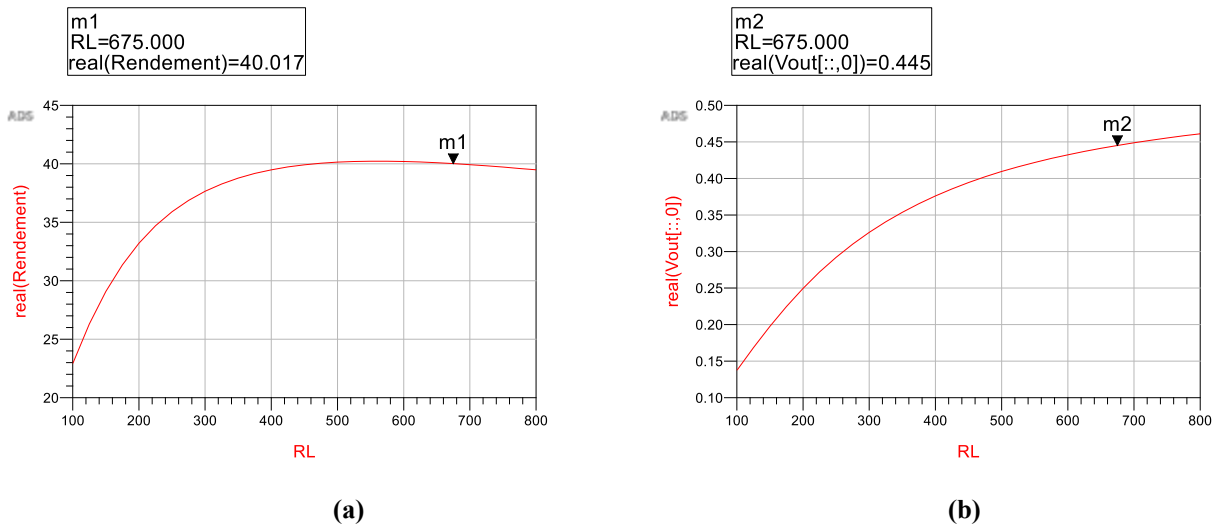 m1
RL=675.000
real(Rendement)=40.017
m2
RL=675.000
real(Vout[::,0])=0.445
ADS
45
40
35
30
25
20
m1
real(Rendement)
100 200 300 400 500 600 700 800
RL
(a)
ADS
0.50
0.45
0.40
0.35
0.30
0.25
0.20
0.15
0.10
m2
real(Vout[::,0])
100 200 300 400 500 600 700 800
RL
(b)